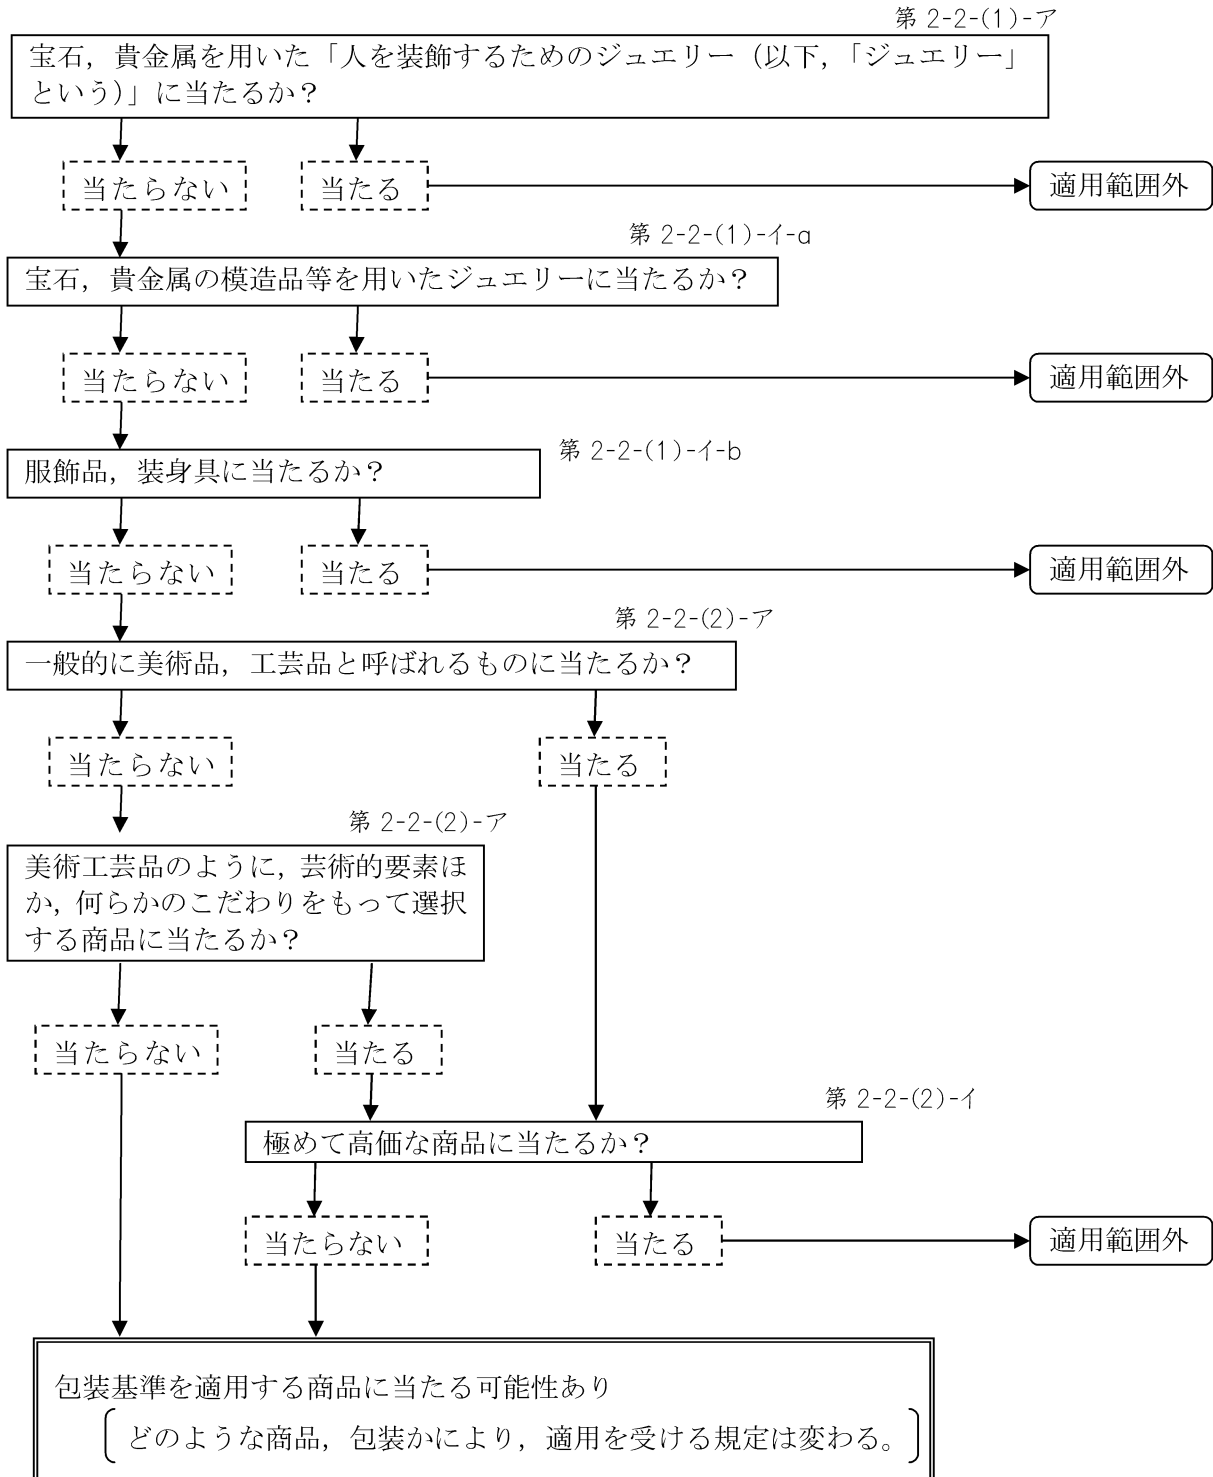 第 2-2-(1)-ア
宝石，貴金属を用いた「人を装飾するためのジュエリー（以下，「ジュエリー」
という）」に当たるか？
当たらない
当たる
適用範囲外
第 2-2-(1)-イ-a
宝石，貴金属の模造品等を用いたジュエリーに当たるか？
当たらない
当たる
適用範囲外
第 2-2-(1)-イ-b
服飾品，装身具に当たるか？
当たらない
当たる
適用範囲外
第 2-2-(2)-ア
一般的に美術品，工芸品と呼ばれるものに当たるか？
当たらない
当たる
第 2-2-(2)-ア
美術工芸品のように，芸術的要素ほ
か，何らかのこだわりをもって選択
する商品に当たるか？
当たらない
当たる
第 2-2-(2)-イ
極めて高価な商品に当たるか？
当たらない
当たる
適用範囲外
包装基準を適用する商品に当たる可能性あり
どのような商品，包装かにより，適用を受ける規定は変わる。